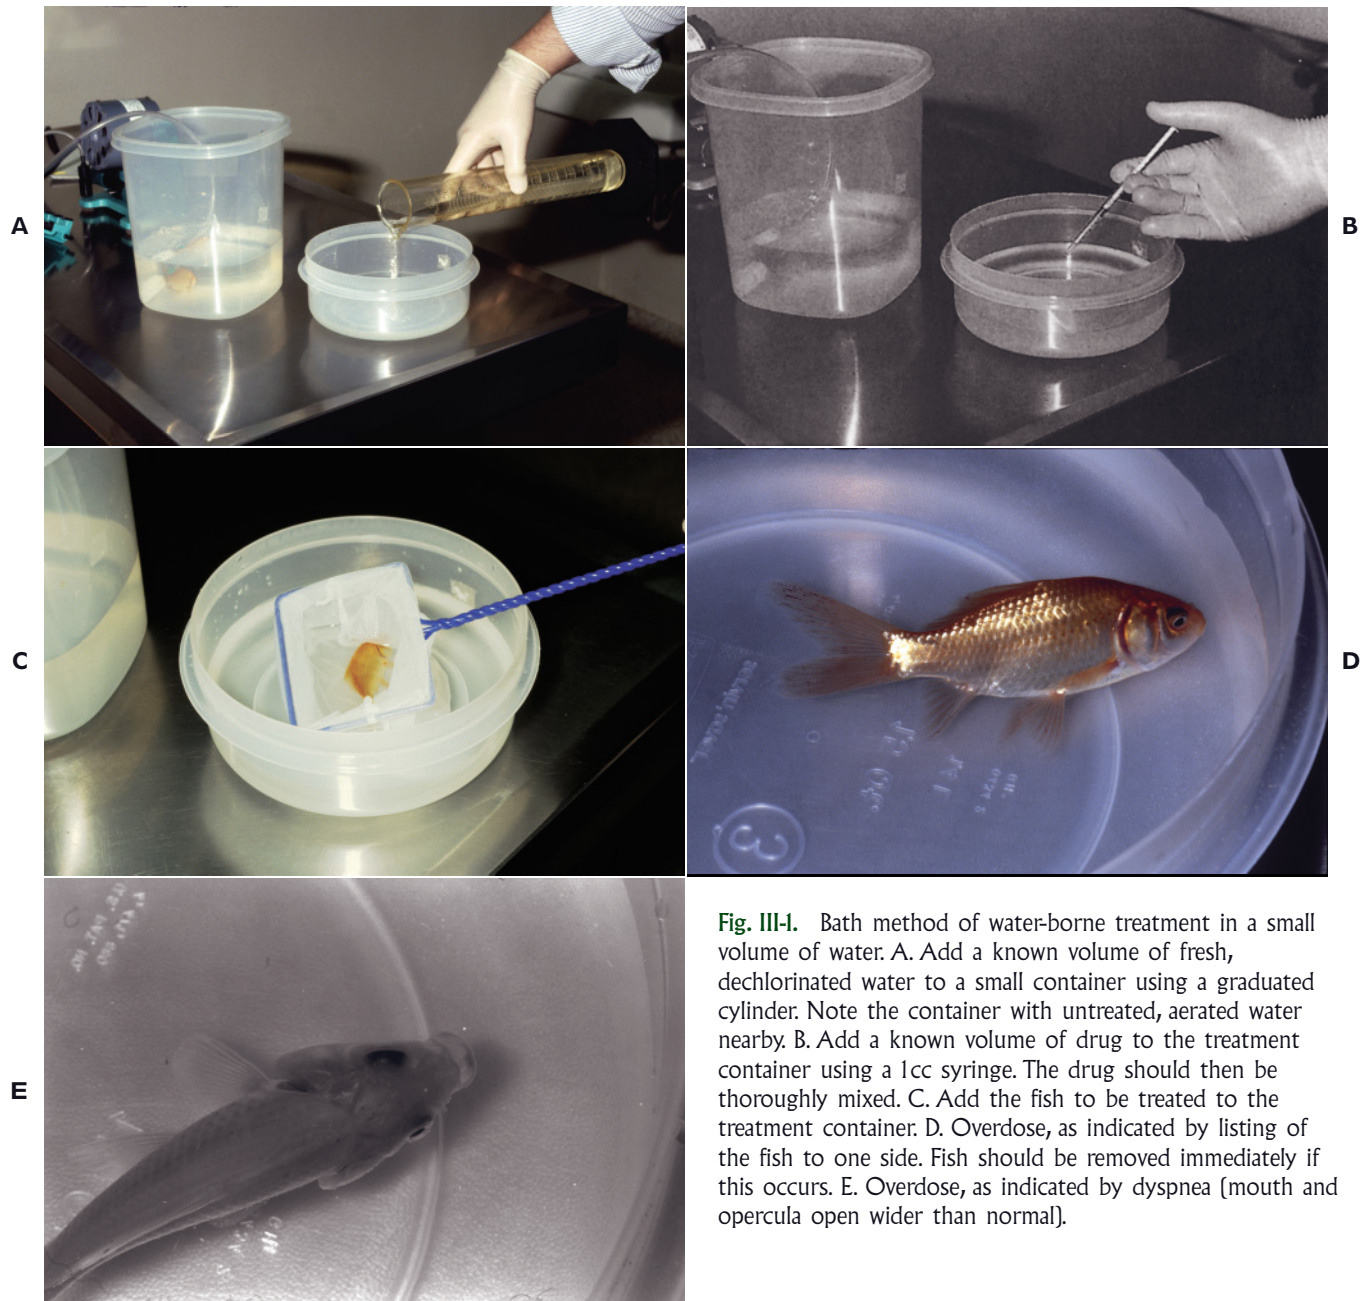 A
B
C
D
E
Fig. III-1. Bath method of water-borne treatment in a small
volume of water. A. Add a known volume of fresh,
dechlorinated water to a small container using a graduated
cylinder. Note the container with untreated, aerated water
nearby. B. Add a known volume of drug to the treatment
container using a 1cc syringe. The drug should then be
thoroughly mixed. C. Add the fish to be treated to the
treatment container. D. Overdose, as indicated by listing of
the fish to one side. Fish should be removed immediately if
this occurs. E. Overdose, as indicated by dyspnea (mouth and
opercula open wider than normal).